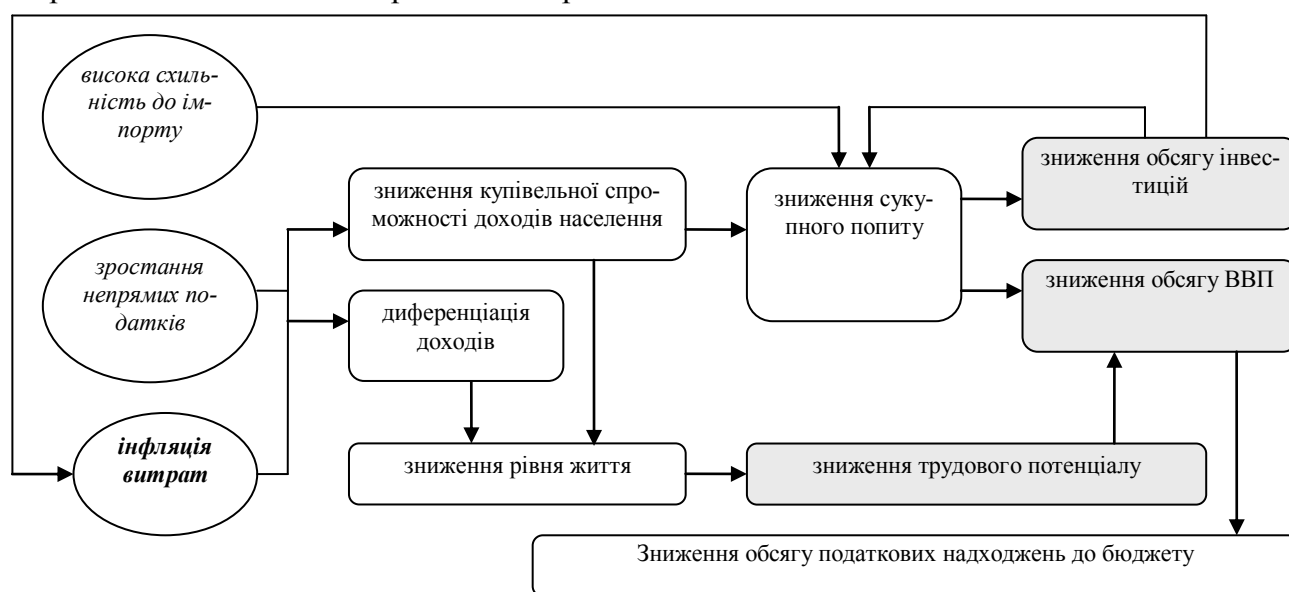 висока схиль-
ність до ім-
порту
зниження обсягу інвес-
тицій
зниження купівельної спро-
можності доходів населення
зниження суку-
пного попиту
зростання
непрямих по-
датків
зниження обсягу ВВП
диференціація
доходів
інфляція
витрат
зниження рівня життя
зниження трудового потенціалу
Зниження обсягу податкових надходжень до бюджету